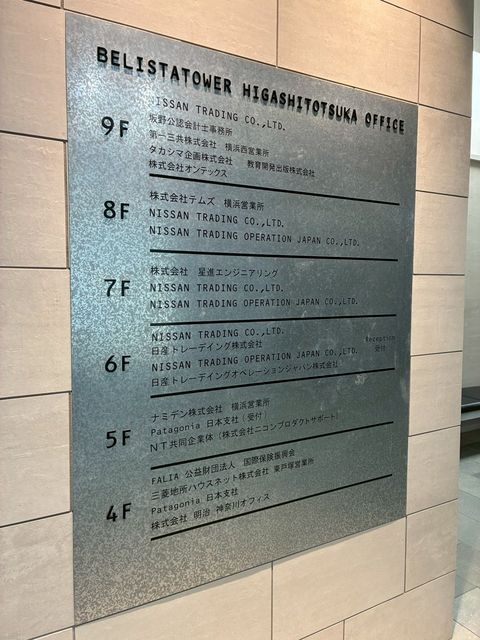 BELISTATOWER HIGASHITOTSUKA OFFICE
9F
NISSAN TRADING CO.,LTD.
坂野公認会計士事務所
第一三共株式会社 横浜西営業所
タカシマ企画株式会社 教育開発出版株式会社
株式会社オンテックス
8F
株式会社テムズ 横浜営業所
NISSAN TRADING CO.,LTD.
NISSAN TRADING OPERATION JAPAN CO.,LTD.
7F
株式会社 星進エンジニアリング
NISSAN TRADING CO.,LTD.
NISSAN TRADING OPERATION JAPAN CO.,LTD.
6F
NISSAN TRADING CO.,LTD.
日産トレーデイング株式会社
NISSAN TRADING OPERATION JAPAN CO.,LTD.
日産トレーデイングオペレーションジャパン株式会社
Reception
受付
5F
ナミデン株式会社 横浜営業所
Patagonia 日本支社(受付)
NT共同企業体(株式会社ニコンプロダクトサポート)
4F
FALIA 公益財団法人 国際保険振興会
三菱地所ハウスネット株式会社 東戸塚営業所
Patagonia 日本支社
株式会社 明治 神奈川オフィス